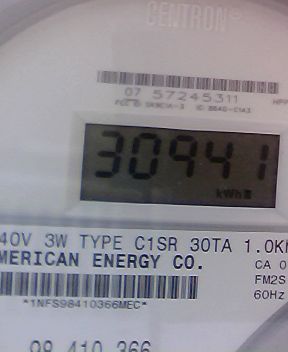 CENTRON®
07 57245311
30941
kWh
40V 3W TYPE C1SR 30TA 1.0K
MERICAN ENERGY CO.
CA 0
FM2S
60Hz
*1NFS98410366MEC*
98 410 366